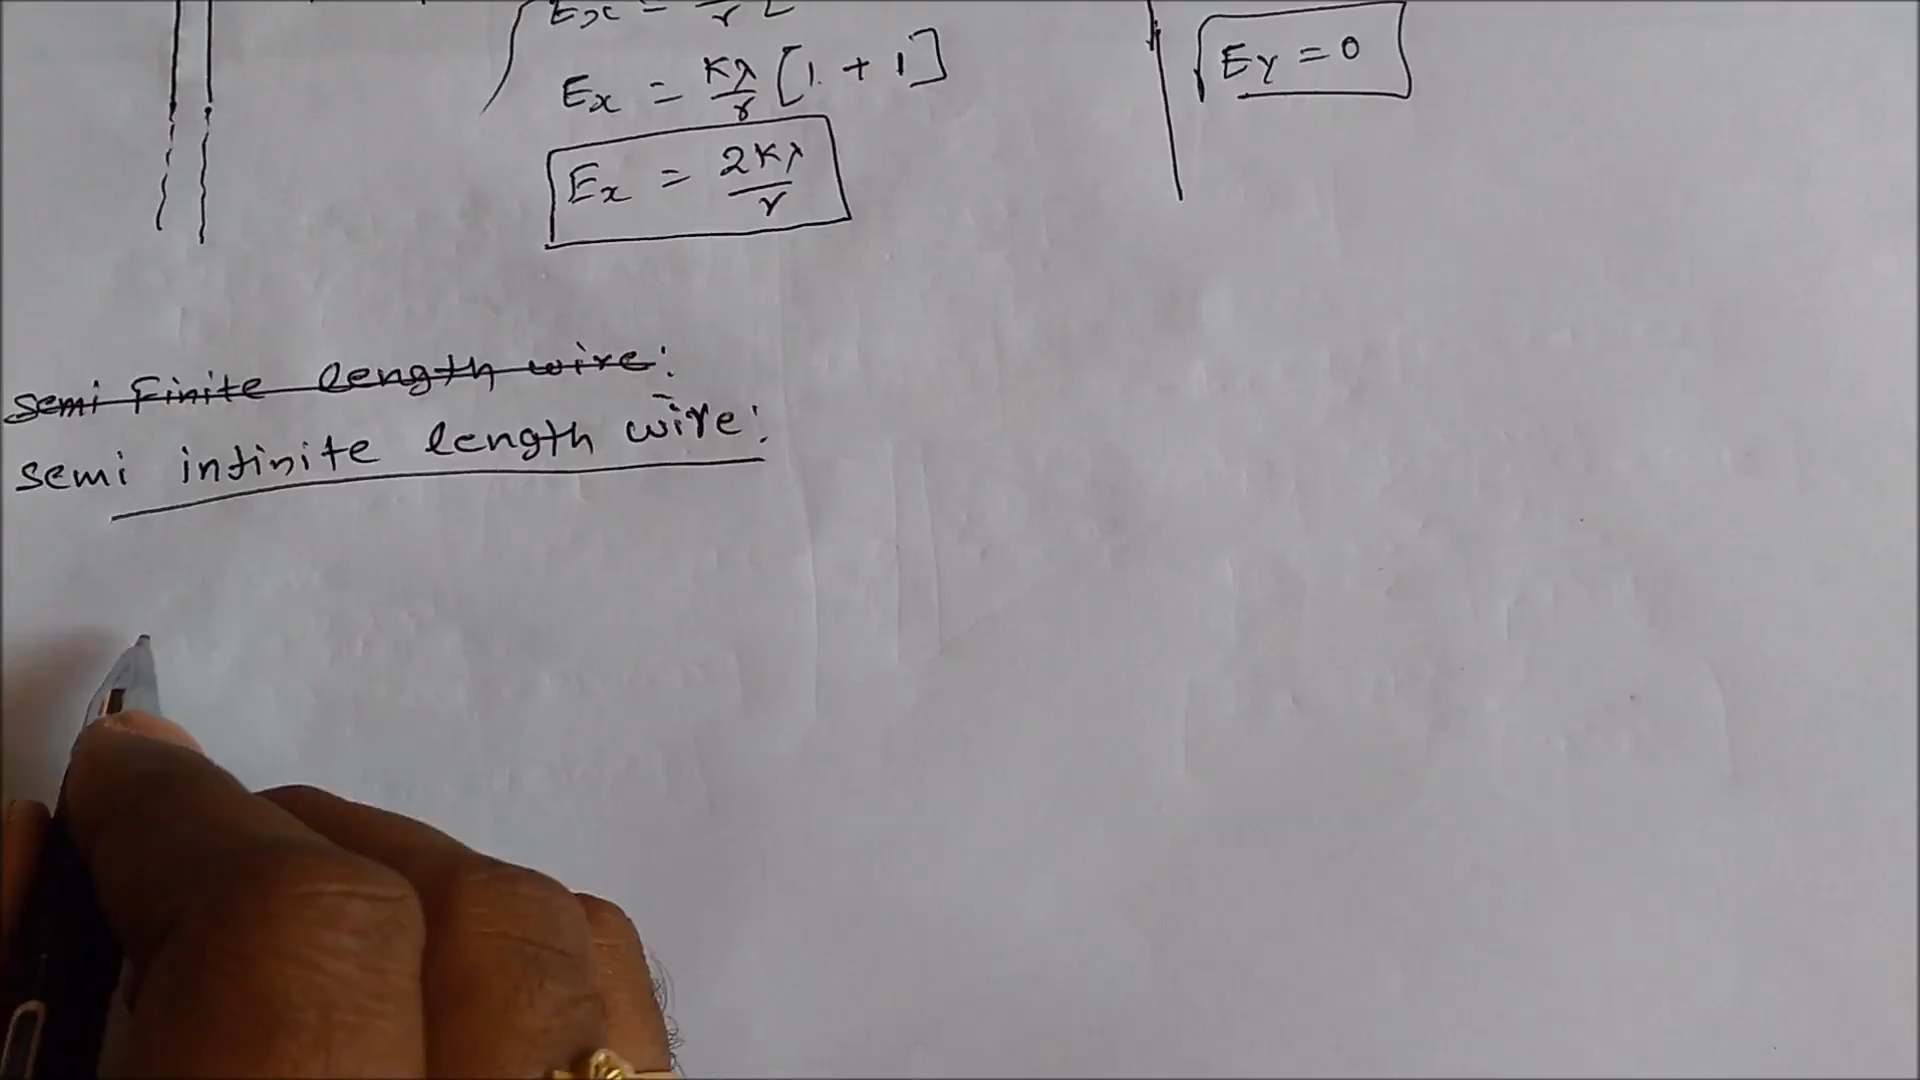 Ex = Kλ/r [1 + 1]
Ex = 2Kλ/r
Ey = 0
semi Finite length wire:
semi infinite length wire: